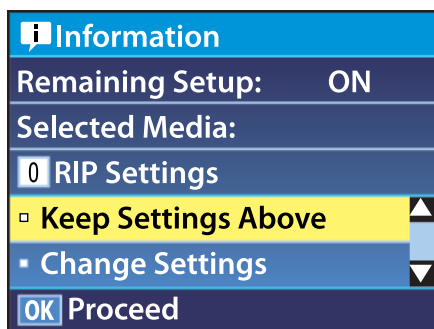 Information
Remaining Setup: ON
Selected Media:
0 RIP Settings
Keep Settings Above
Change Settings
OK Proceed